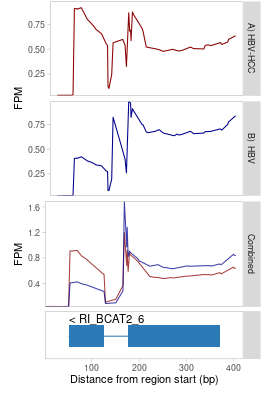 0.75
0.50
0.25
A) HBV-HCC
FPM
0.75
0.50
0.25
B) HBV
1.6
1.2
0.8
0.4
FPM
Combined
< RI_BCAT2_6
0 100 200 300 400
Distance from region start (bp)